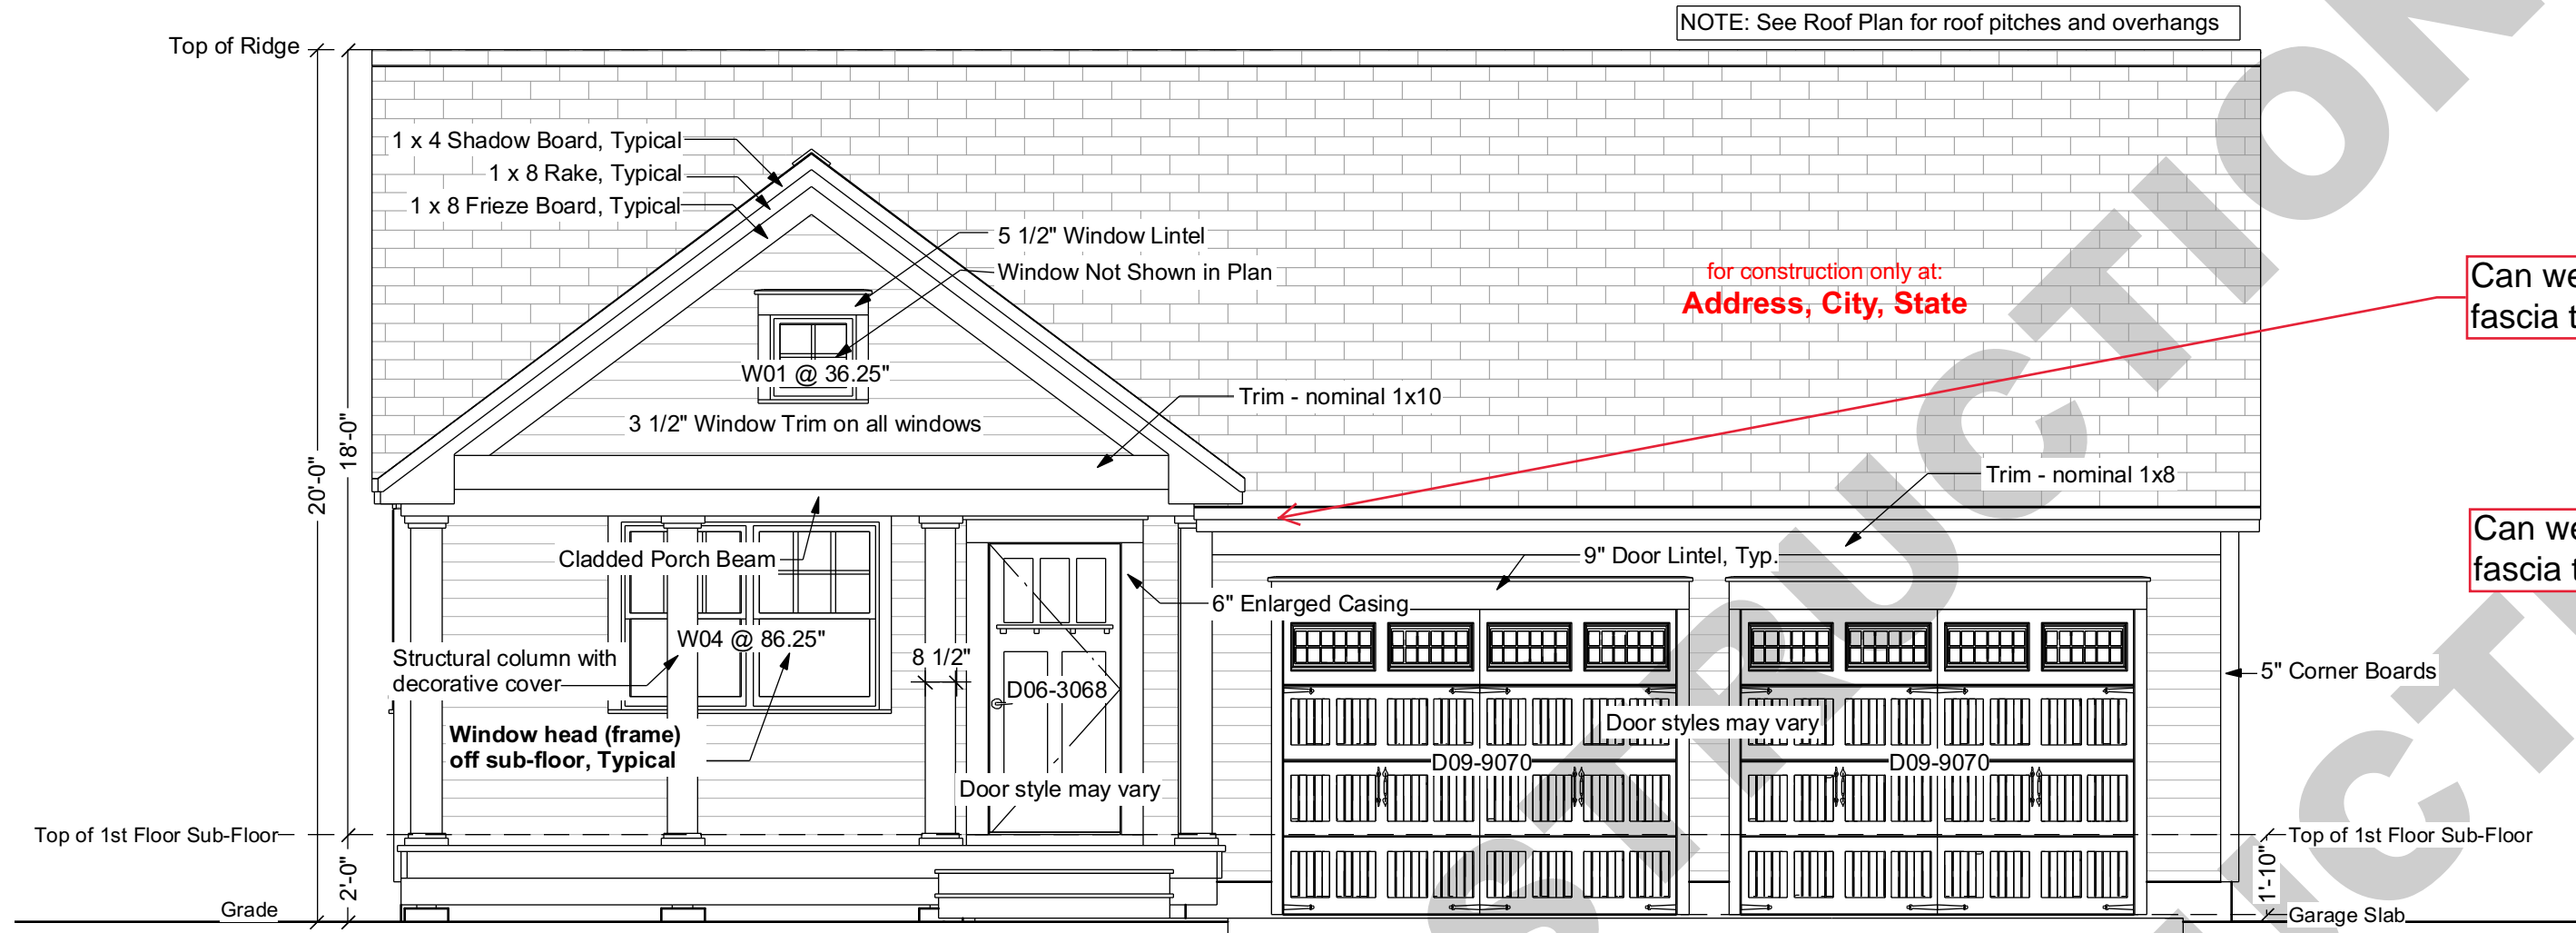 NOTE: See Roof Plan for roof pitches and overhangs
Top of Ridge
1 x 4 Shadow Board, Typical
1 x 8 Rake, Typical
1 x 8 Frieze Board, Typical
5 1/2" Window Lintel
Window Not Shown in Plan
for construction only at:
Address, City, State
Can we
fascia t
W01 @ 36.25"
Trim - nominal 1x10
3 1/2" Window Trim on all windows
20'-0"
18'-0"
Trim - nominal 1x8
Can we
fascia t
Cladded Porch Beam
9" Door Lintel, Typ.
6" Enlarged Casing
W04 @ 86.25"
8 1/2"
Structural column with
decorative cover
D06-3068
5" Corner Boards
Window head (frame)
off sub-floor, Typical
Door styles may vary
D09-9070
D09-9070
Door style may vary
Top of 1st Floor Sub-Floor
Top of 1st Floor Sub-Floor
2'-0"
1'-10"
Grade
Garage Slab
STRUCTION